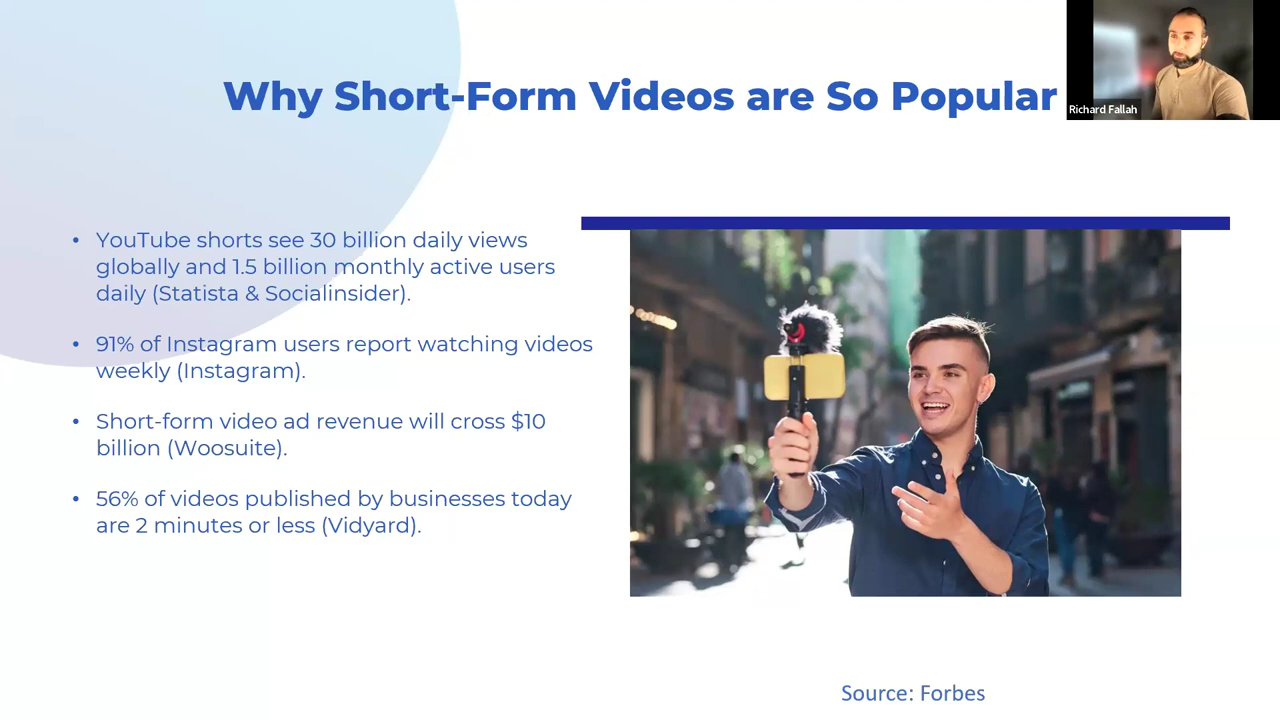 Why Short-Form Videos are So Popular
Richard Fallah
• YouTube shorts see 30 billion daily views
globally and 1.5 billion monthly active users
daily (Statista & Socialinsider).
• 91% of Instagram users report watching videos
weekly (Instagram).
• Short-form video ad revenue will cross $10
billion (Woosuite).
• 56% of videos published by businesses today
are 2 minutes or less (Vidyard).
Source: Forbes